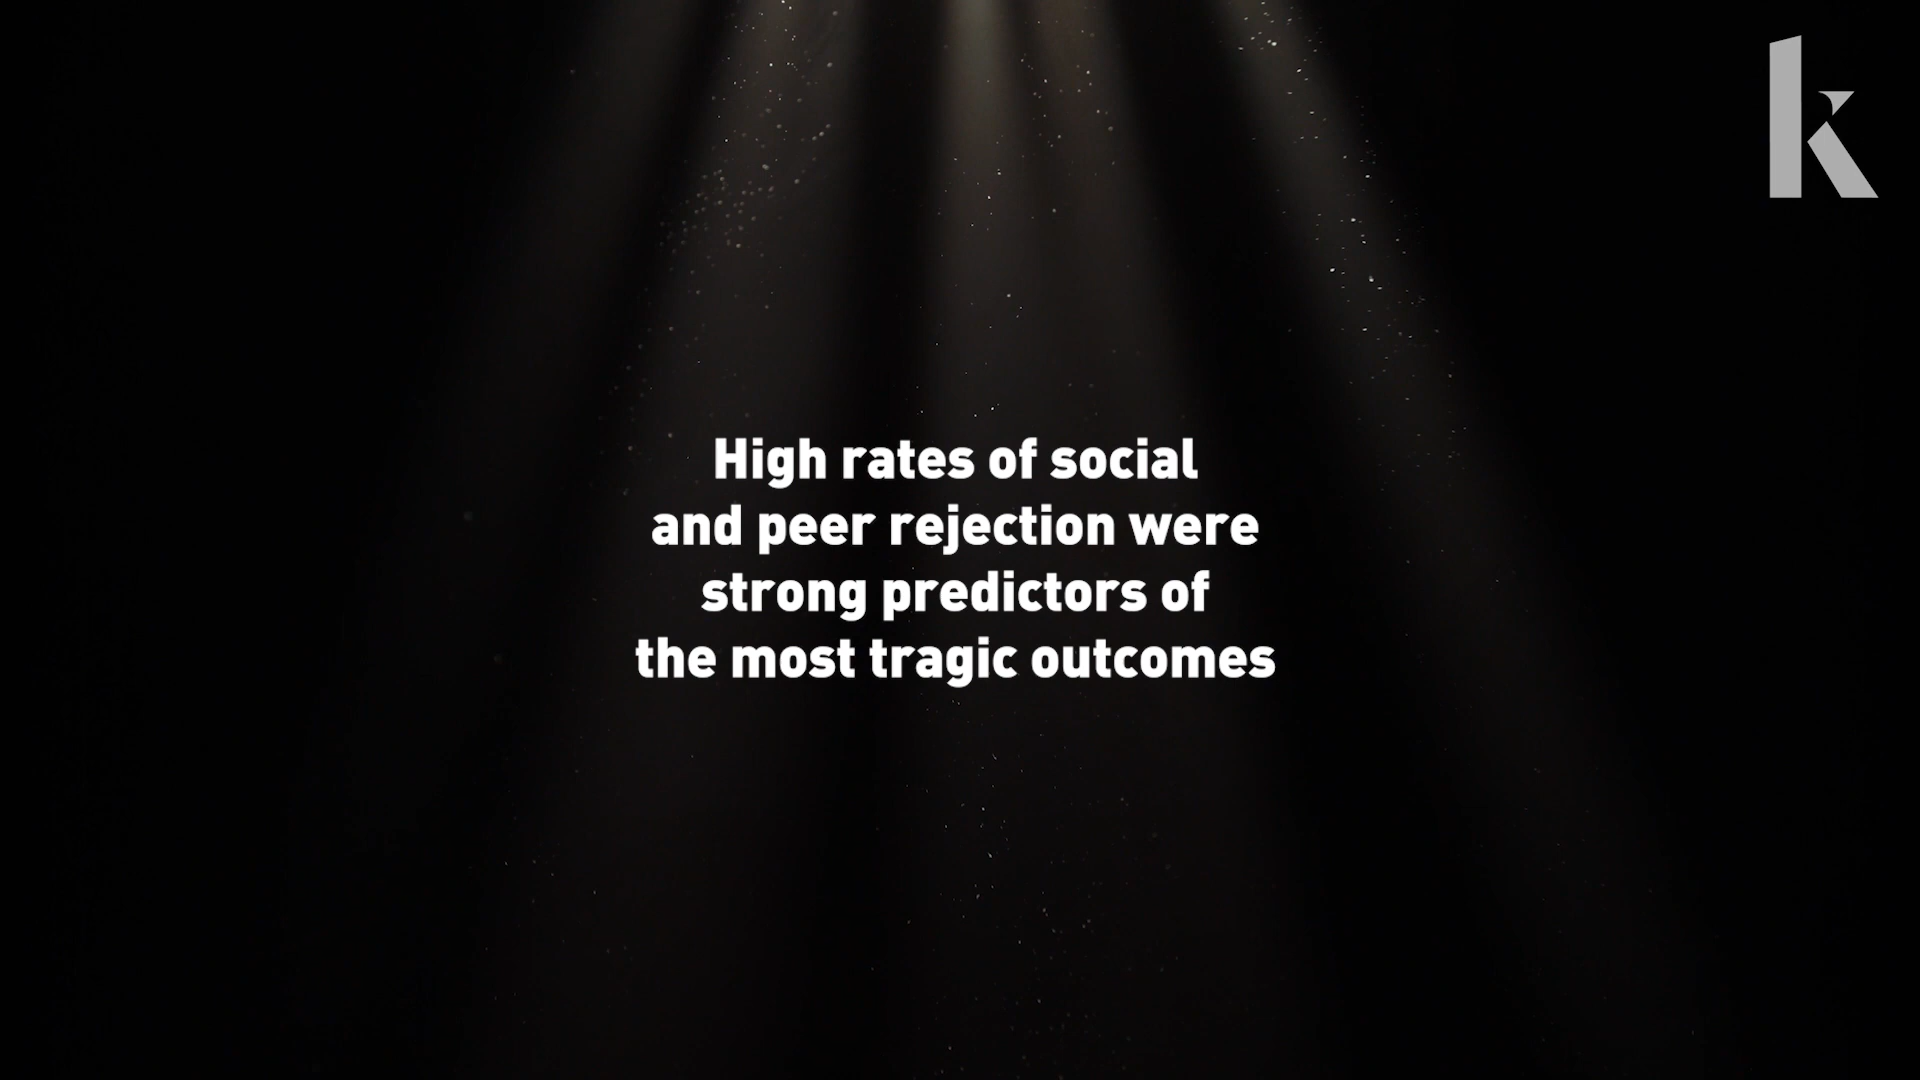 k
High rates of social
and peer rejection were
strong predictors of
the most tragic outcomes